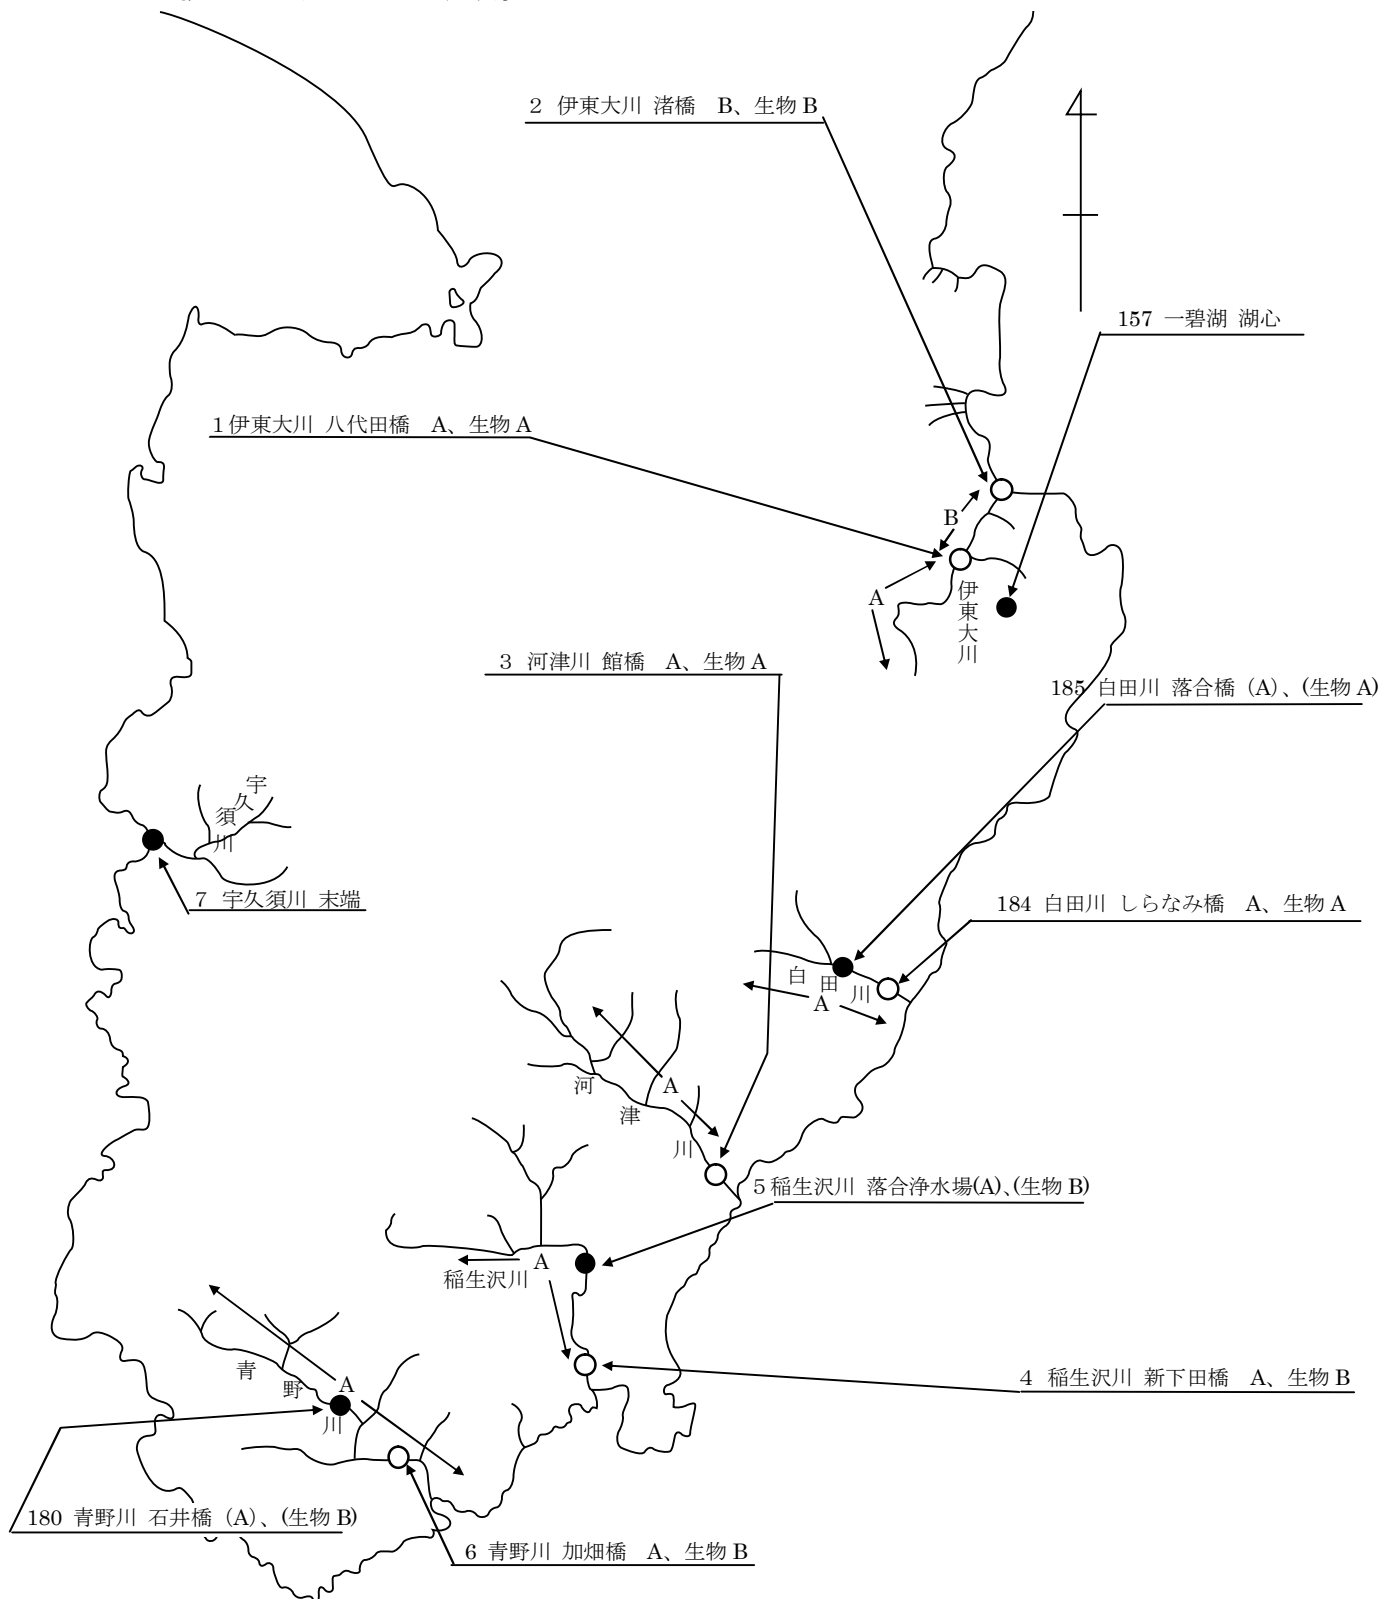 2 伊東大川 渚橋 B、生物 B
157 一碧湖 湖心
1伊東大川 八代田橋 A、生物 A
B
A
伊東大川
3 河津川 館橋 A、生物 A
185 白田川 落合橋（A）、(生物 A)
宇久須川
7 宇久須川 末端
184 白田川 しらなみ橋 A、生物 A
白田川
A
河津川
A
5稲生沢川 落合浄水場(A)、(生物 B)
A
稲生沢川
4 稲生沢川 新下田橋 A、生物 B
青野川
A
180 青野川 石井橋（A）、(生物 B)
6 青野川 加畑橋 A、生物 B